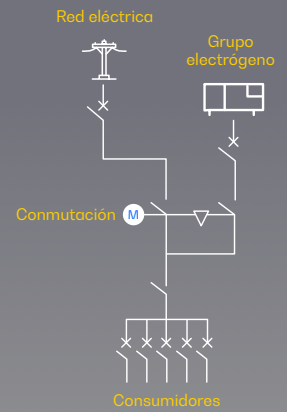 Red eléctrica
Grupo
electrógeno
Conmutación
M
Consumidores